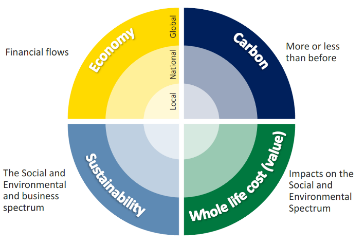 Economy
Global
National
Local
Carbon
Financial flows
More or less
than before
The Social and
Environmental
and business
spectrum
Sustainability
Whole life cost (value)
Impacts on the
Social and
Environmental
Spectrum